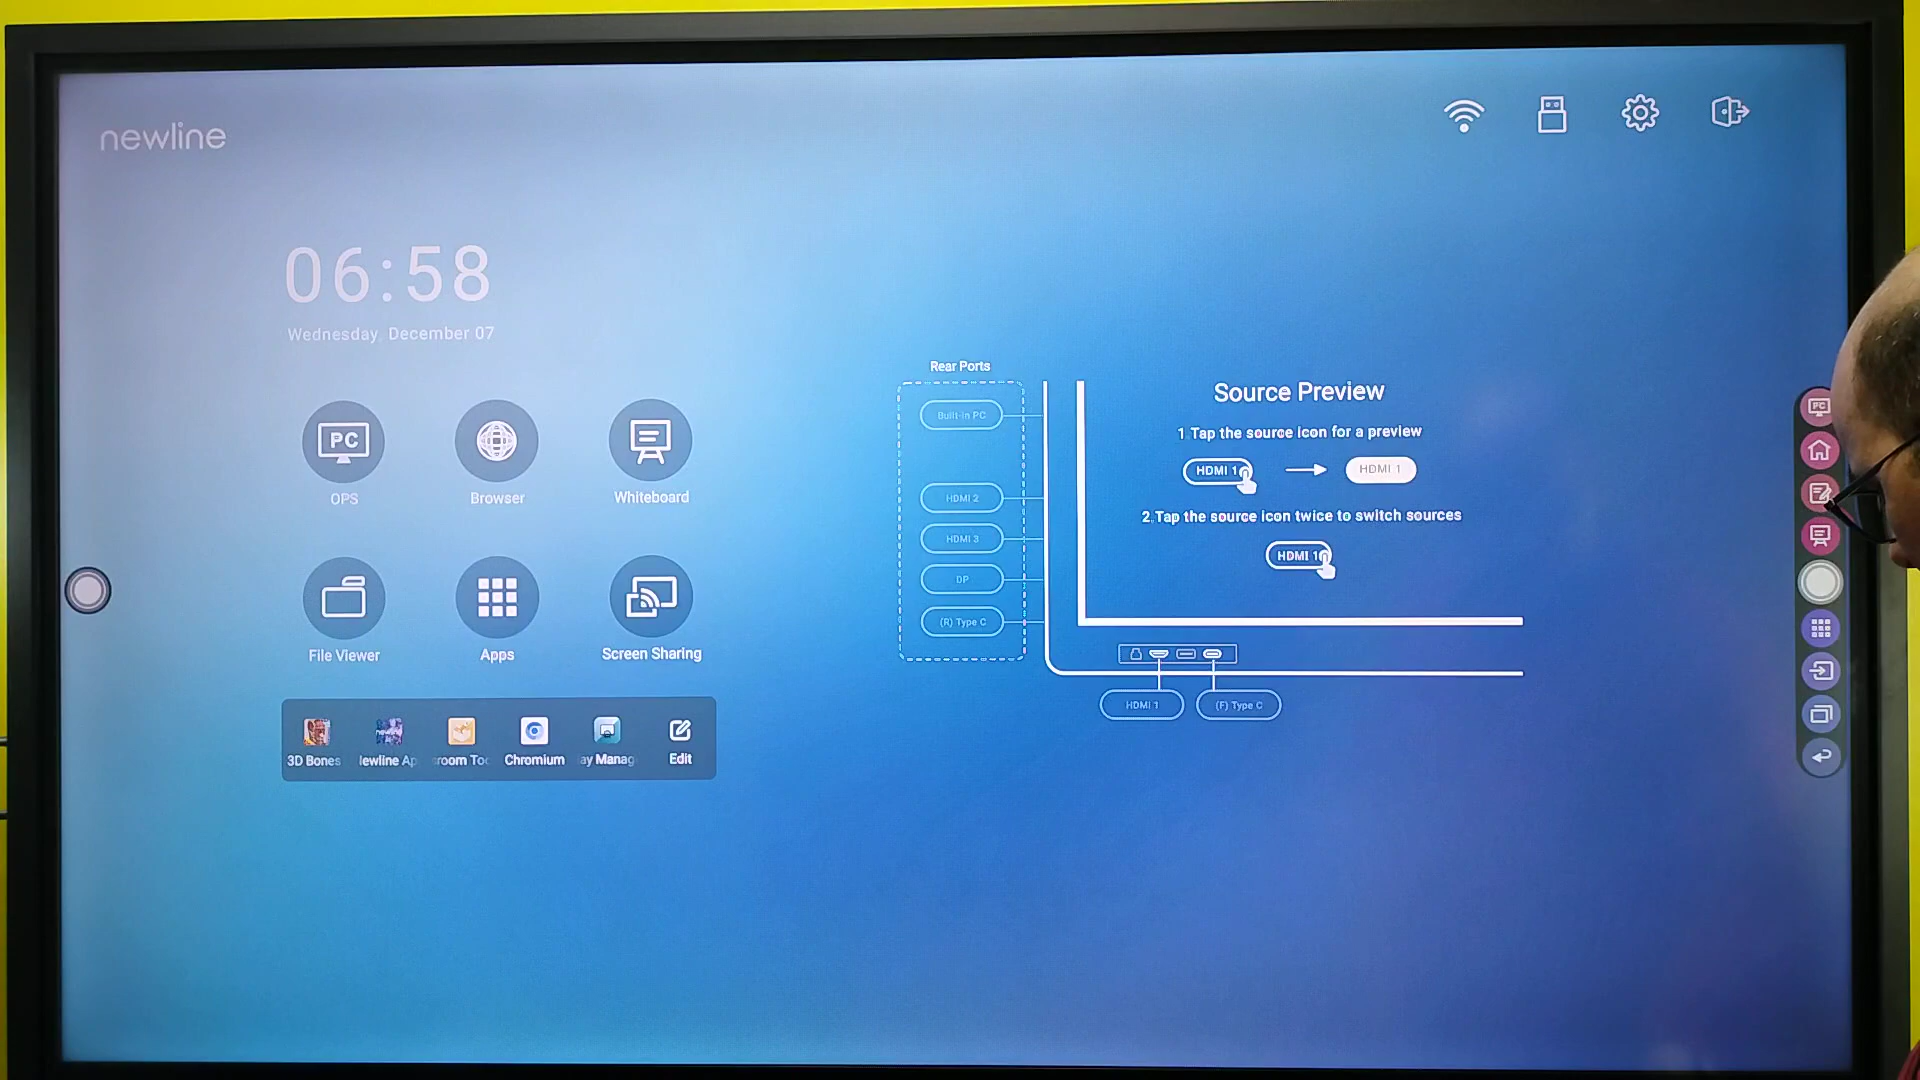 newline
06:58
Wednesday, December 07
PC
OPS
Browser
Whiteboard
File Viewer
Apps
Screen Sharing
3D Bones
lewline Ap
room Too
Chromium
ay Manag
Edit
Rear Ports
Built-in PC
HDMI 2
HDMI 3
DP
(R) Type C
Source Preview
1.Tap the source icon for a preview
HDMI 1
HDMI 1
2.Tap the source icon twice to switch sources
HDMI 1
HDMI 1
(F) Type C
PC